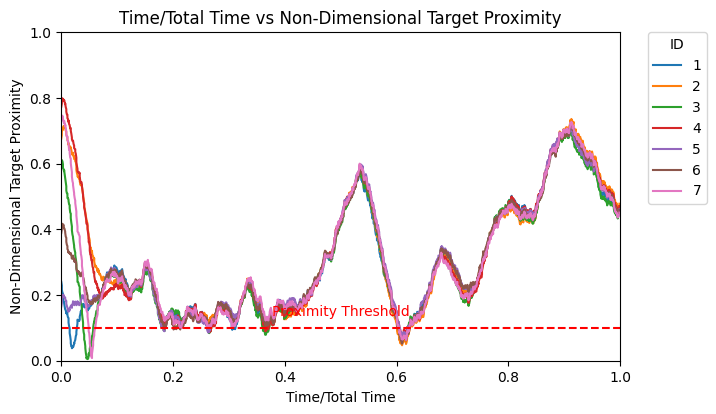 Time/Total Time vs Non-Dimensional Target Proximity
Non-Dimensional Target Proximity
1.0
0.8
0.6
0.4
0.2
0.0
Proximity Threshold
0.0 0.2 0.4 0.6 0.8 1.0
Time/Total Time
ID
1
2
3
4
5
6
7